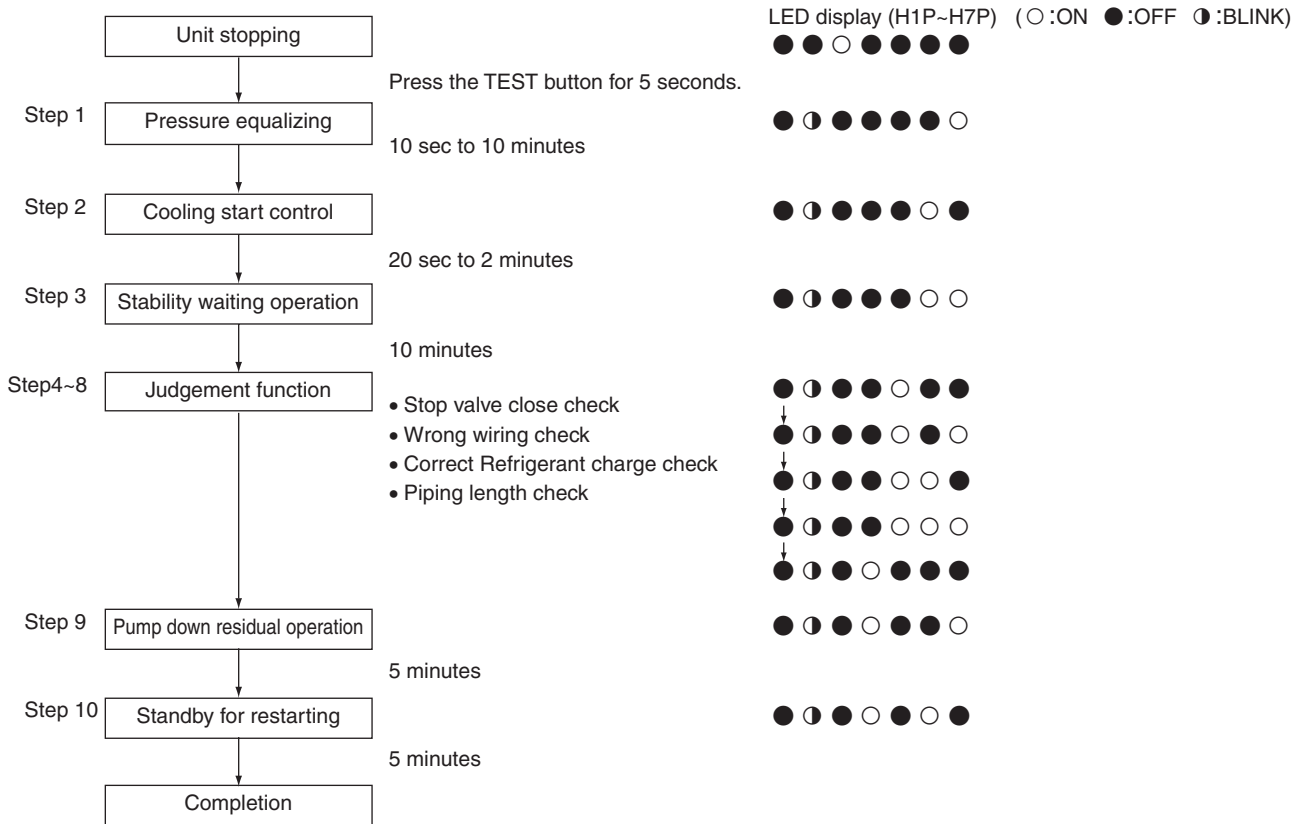 LED display (H1P~H7P) ( ○ :ON ● :OFF ◑ :BLINK)
Unit stopping
● ● ○ ● ● ● ●
Press the TEST button for 5 seconds.
Step 1
Pressure equalizing
● ◑ ● ● ● ● ○
10 sec to 10 minutes
Step 2
Cooling start control
● ◑ ● ● ● ○ ●
20 sec to 2 minutes
Step 3
Stability waiting operation
● ◑ ● ● ● ○ ○
10 minutes
Step4~8
Judgement function
● ◑ ● ● ○ ● ●
• Stop valve close check
• Wrong wiring check
● ◑ ● ● ○ ● ○
• Correct Refrigerant charge check
● ◑ ● ● ○ ○ ●
• Piping length check
● ◑ ● ● ○ ○ ○
● ◑ ● ○ ● ● ●
Step 9
Pump down residual operation
● ◑ ● ○ ● ● ○
5 minutes
Step 10
Standby for restarting
● ◑ ● ○ ● ○ ●
5 minutes
Completion